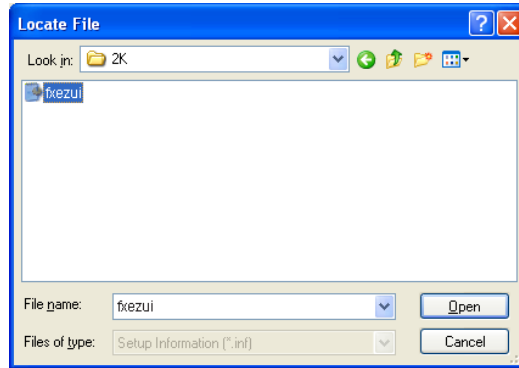 Locate File
Look in: 2K
fxezui
File name: fxezui Open
Files of type: Setup Information (*.inf) Cancel